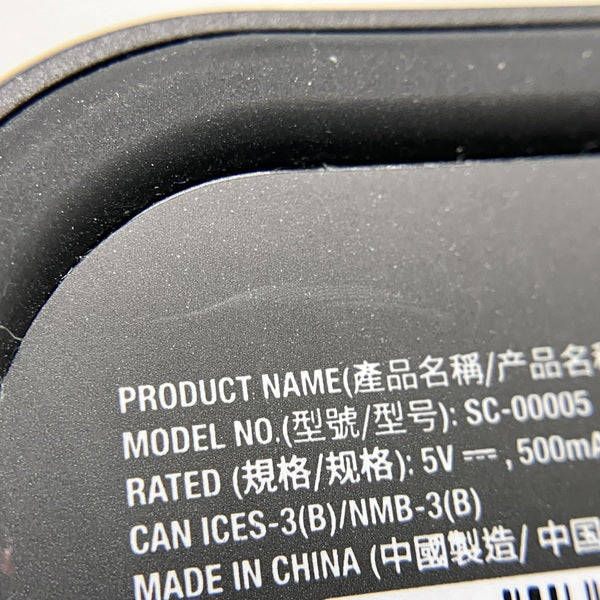 PRODUCT NAME(產品名稱/产品名稱
MODEL NO.(型號/型号): SC-00005
RATED (規格/规格): 5V ⎓ , 500mA
CAN ICES-3(B)/NMB-3(B)
MADE IN CHINA (中國製造/ 中国